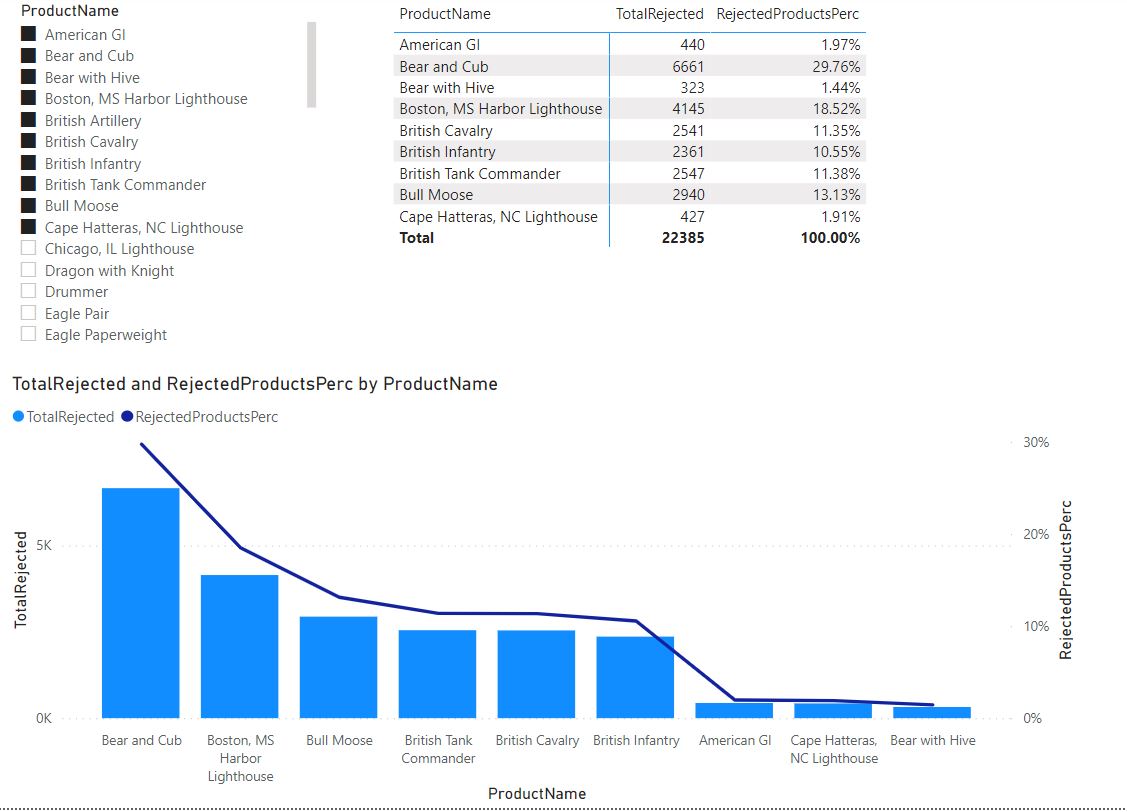 ProductName
American GI
Bear and Cub
Bear with Hive
Boston, MS Harbor Lighthouse
British Artillery
British Cavalry
British Infantry
British Tank Commander
Bull Moose
Cape Hatteras, NC Lighthouse
Chicago, IL Lighthouse
Dragon with Knight
Drummer
Eagle Pair
Eagle Paperweight
ProductName TotalRejected RejectedProductsPerc
American GI 440 1.97%
Bear and Cub 6661 29.76%
Bear with Hive 323 1.44%
Boston, MS Harbor Lighthouse 4145 18.52%
British Cavalry 2541 11.35%
British Infantry 2361 10.55%
British Tank Commander 2547 11.38%
Bull Moose 2940 13.13%
Cape Hatteras, NC Lighthouse 427 1.91%
Total 22385 100.00%
TotalRejected and RejectedProductsPerc by ProductName
TotalRejected RejectedProductsPerc
TotalRejected
5K
0K
30%
20%
10%
0%
RejectedProductsPerc
Bear and Cub
Boston, MS
Harbor
Lighthouse
Bull Moose
British Tank
Commander
British Cavalry
British Infantry
American GI
Cape Hatteras,
NC Lighthouse
Bear with Hive
ProductName